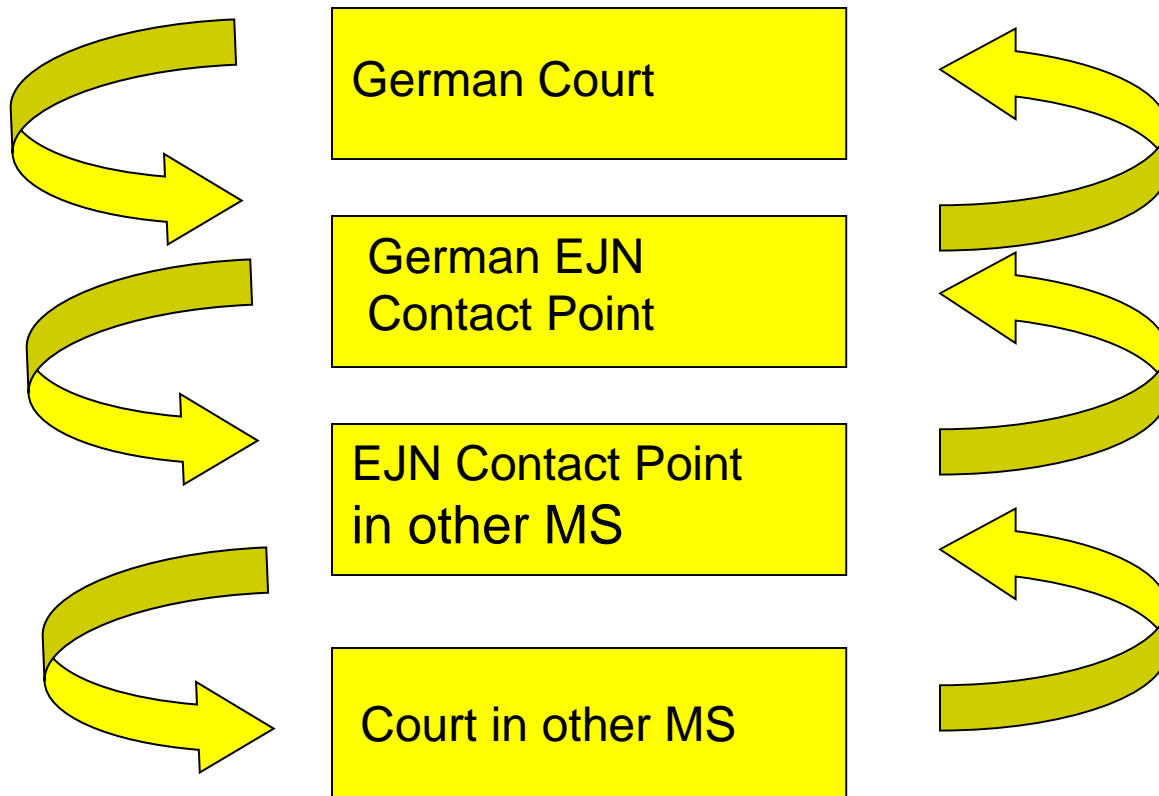 German Court
German EJN
Contact Point
EJN Contact Point
in other MS
Court in other MS